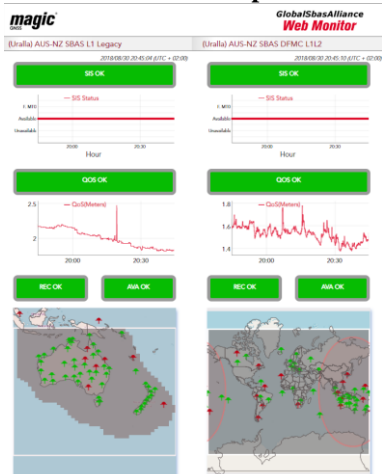 magic
GNSS
GlobalSbasAlliance
Web Monitor
(Uralla) AUS-NZ SBAS L1 Legacy
(Uralla) AUS-NZ SBAS DFMC L1L2
2018/08/30 20:45:04 (UTC + 02:00)
2018/08/30 20:45:10 (UTC + 02:00)
SIS OK
SIS OK
SIS Status
SIS Status
Available
Available
Unavailable
Unavailable
20:00 20:30
20:00 20:30
Hour
Hour
QOS OK
QOS OK
2.5
QoS(Meters)
2
20:00 20:30
1.8
QoS(Meters)
1.6
1.4
20:00 20:30
REC OK
AVA OK
REC OK
AVA OK